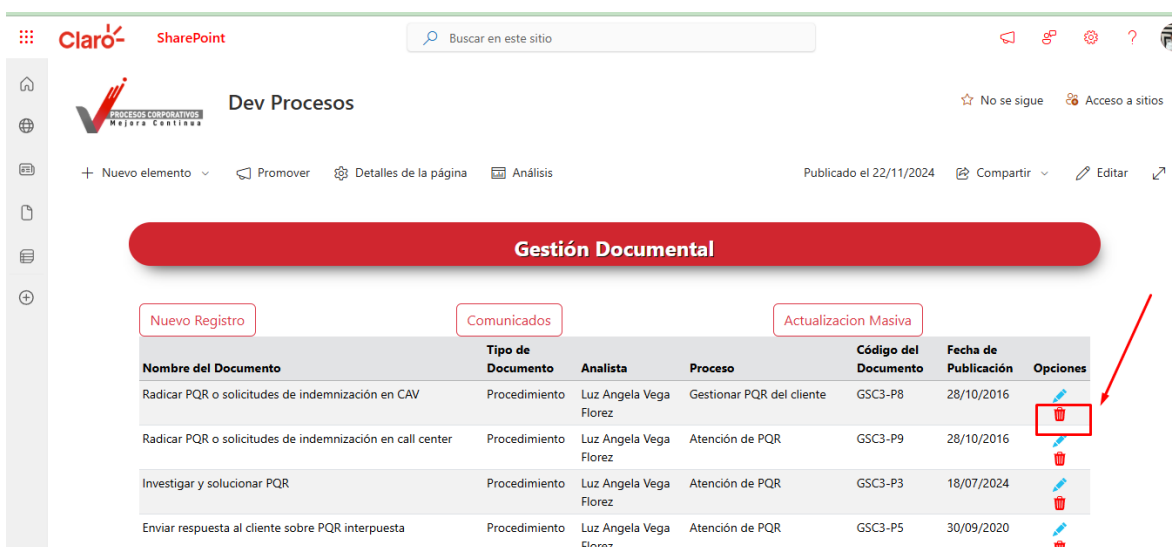 Claro
SharePoint
Buscar en este sitio
?
PROCESOS CORPORATIVOS
Mejora Continua
Dev Procesos
No se sigue
Acceso a sitios
+ Nuevo elemento
Promover
Detalles de la página
Análisis
Publicado el 22/11/2024
Compartir
Editar
Gestión Documental
Nuevo Registro
Comunicados
Actualizacion Masiva
Nombre del Documento
Tipo de
Documento
Analista
Proceso
Código del
Documento
Fecha de
Publicación
Opciones
Radicar PQR o solicitudes de indemnización en CAV
Procedimiento
Luz Angela Vega
Florez
Gestionar PQR del cliente
GSC3-P8
28/10/2016
Radicar PQR o solicitudes de indemnización en call center
Procedimiento
Luz Angela Vega
Florez
Atención de PQR
GSC3-P9
28/10/2016
Investigar y solucionar PQR
Procedimiento
Luz Angela Vega
Florez
Atención de PQR
GSC3-P3
18/07/2024
Enviar respuesta al cliente sobre PQR interpuesta
Procedimiento
Luz Angela Vega
Florez
Atención de PQR
GSC3-P5
30/09/2020